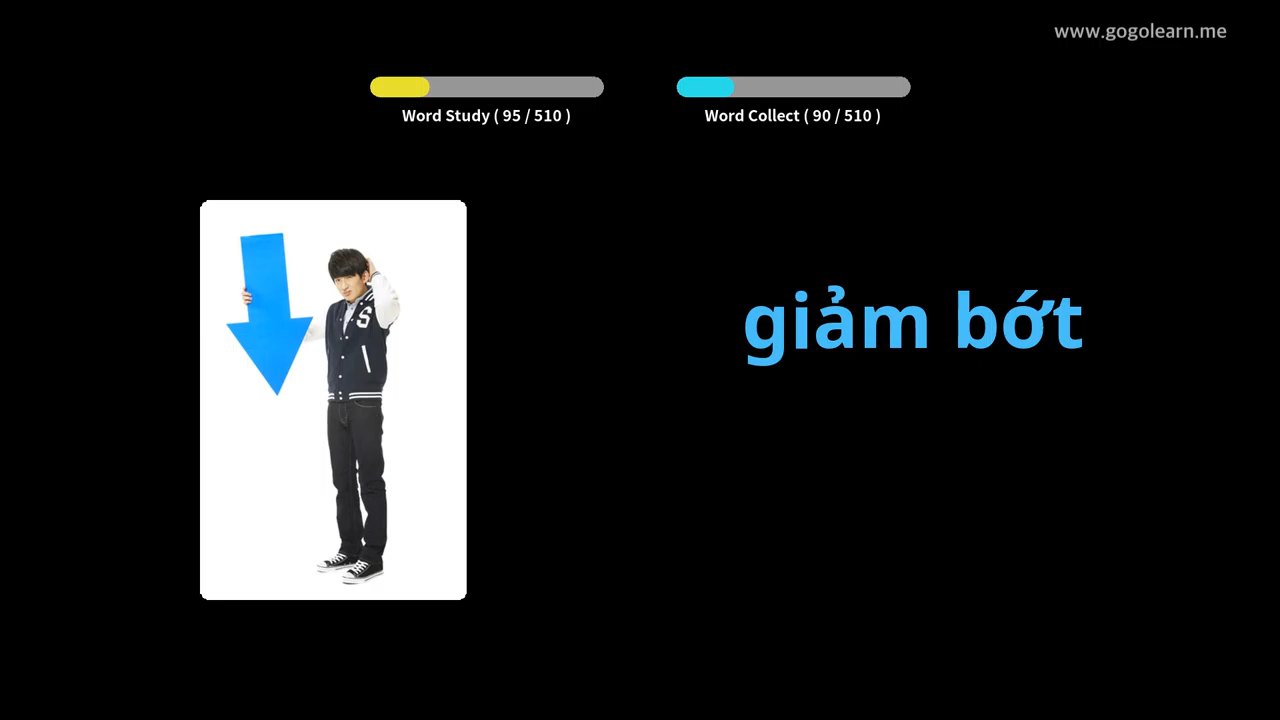 www.gogolearn.me
Word Study ( 95 / 510 )
Word Collect ( 90 / 510 )
S
giảm bớt